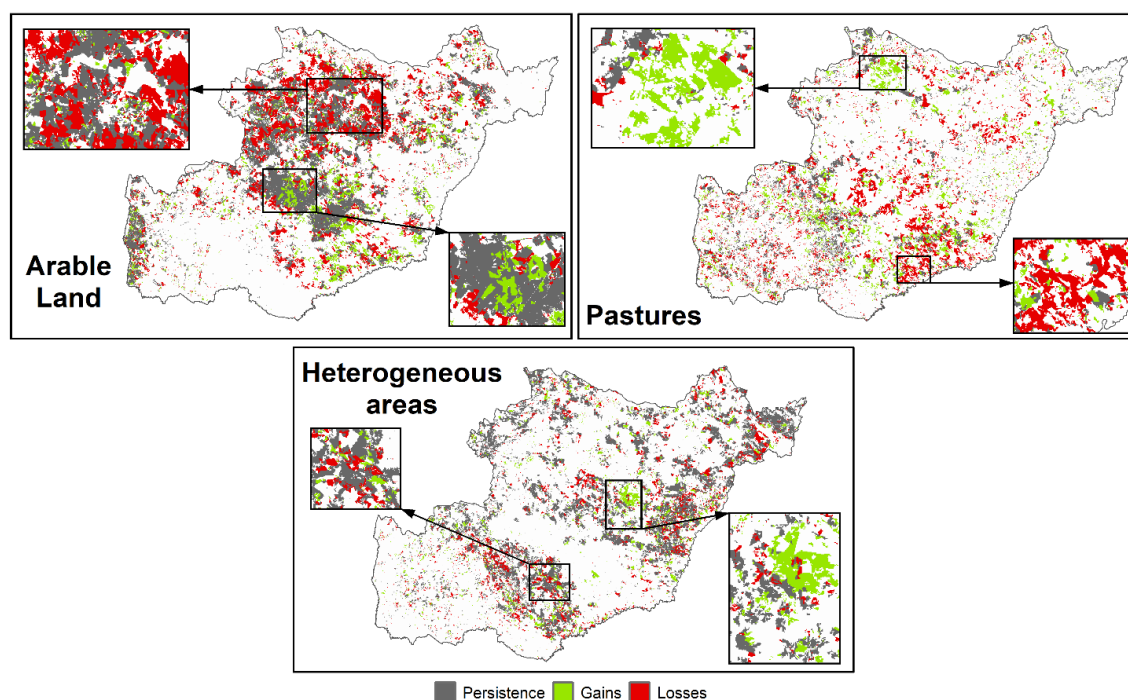 Arable
Land
Pastures
Heterogeneous
areas
Persistence Gains Losses